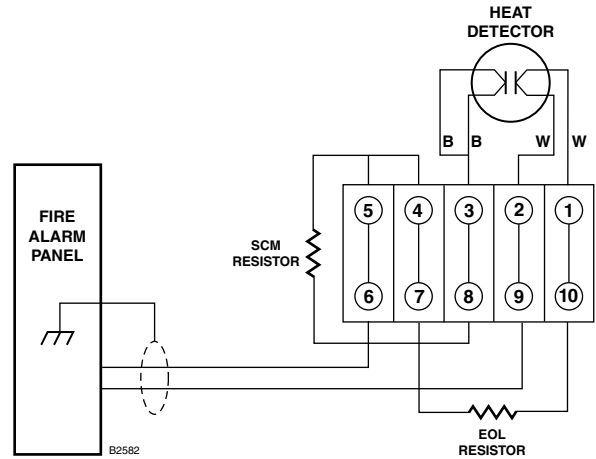 HEAT
DETECTOR
B B W W
5 4 3 2 1
FIRE
ALARM
PANEL
SCM
RESISTOR
6 7 8 9 10
EOL
RESISTOR
B2582